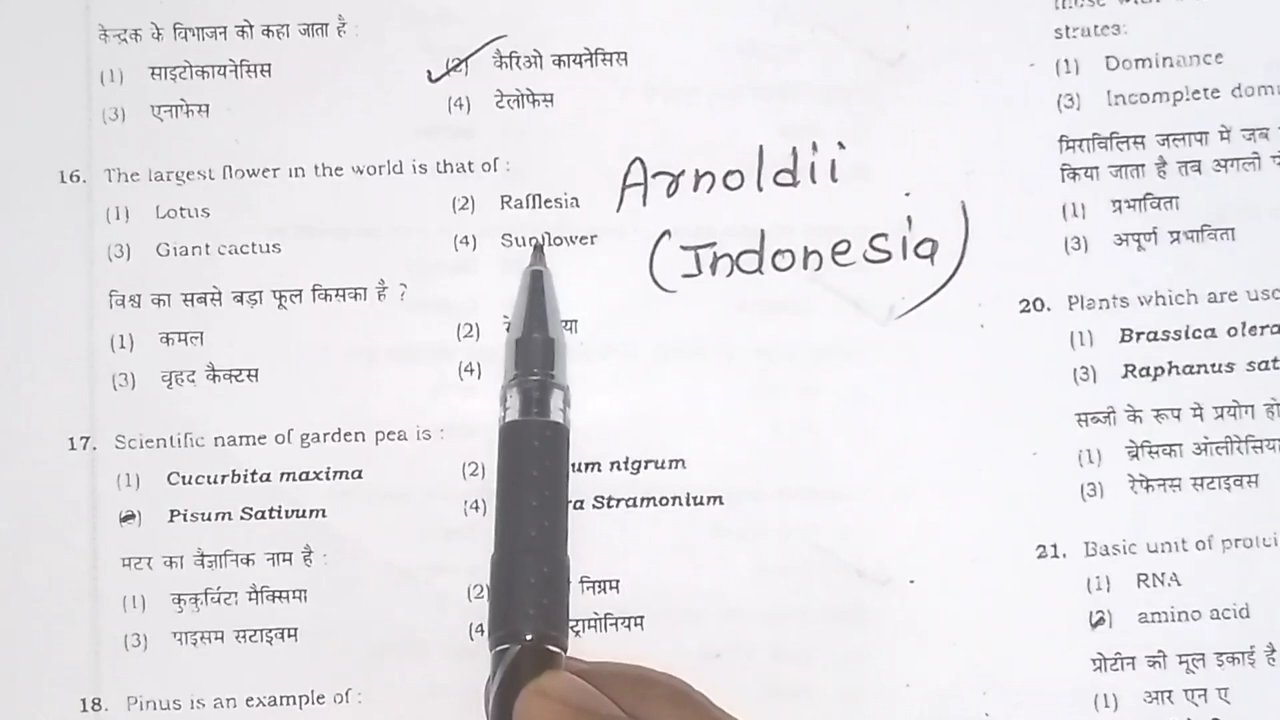 केन्द्रक के विभाजन को कहा जाता है :
(1) साइटोकायनेसिस (2) कैरिओ कायनेसिस
(3) एनाफेस (4) टेलोफेस
16. The largest flower in the world is that of :
(1) Lotus (2) Rafflesia
(3) Giant cactus (4) Sunflower
Arnoldii
(Indonesia)
विश्व का सबसे बड़ा फूल किसका है ?
(1) कमल (2)
(3) वृहद कैक्टस (4)
17. Scientific name of garden pea is :
(1) Cucurbita maxima (2) um nigrum
Pisum Sativum (4) a Stramonium
मटर का वैज्ञानिक नाम है :
(1) कुकुर्विटा मैक्सिमा (2) निग्रम
(3) पाइसम सटाइवम (4 ट्रामोनियम
18. Pinus is an example of :
strates:
(1) Dominance
(3) Incomplete dom
मिराविलिस जलापा में जब
किया जाता है तब अगली
(1) प्रभाविता
(3) अपूर्ण प्रभाविता
20. Plants which are use
(1) Brassica olera
(3) Raphanus sat
सब्जी के रूप में प्रयोग हो
(1) ब्रेसिका ऑलीरेसिया
(3) रेफेनस सटाइवस
21. Basic unit of protei
(1) RNA
amino acid
प्रोटीन की मूल इकाई है
(1) आर एन ए